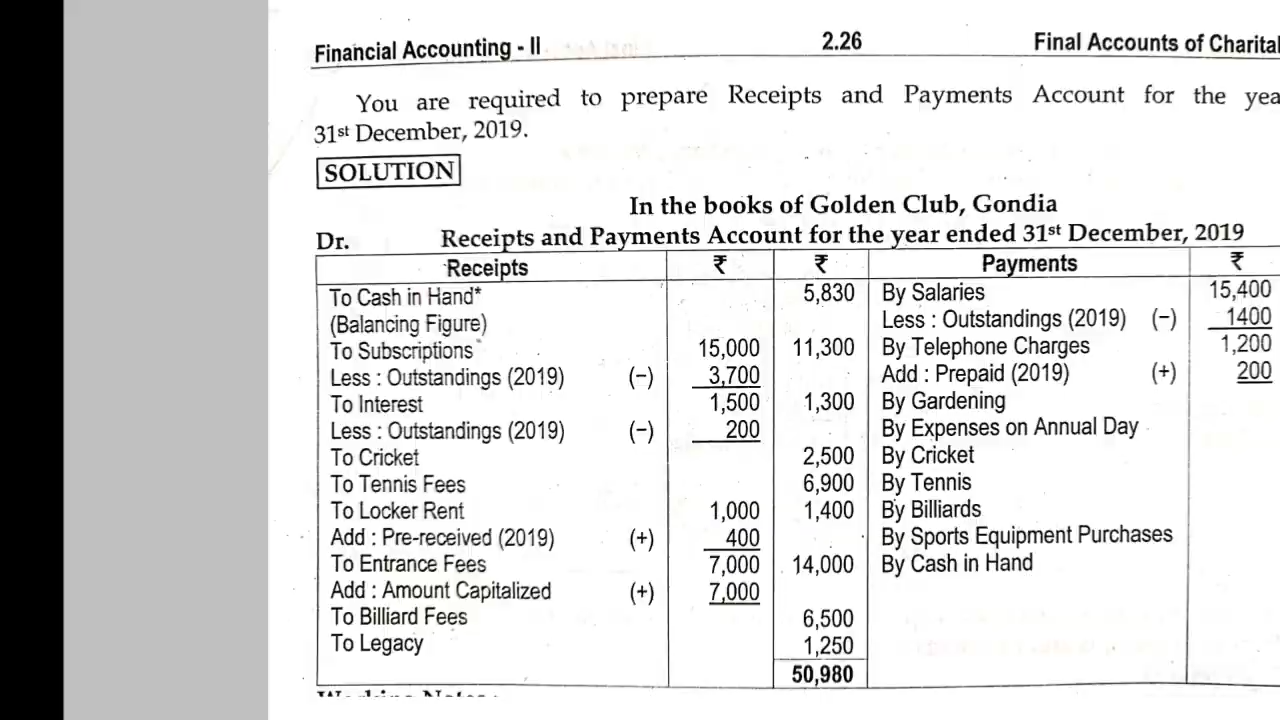 Financial Accounting - II 2.26 Final Accounts of
You are required to prepare Receipts and Payments Account for the
31st December, 2019.
SOLUTION
In the books of Golden Club, Gondia
Dr. Receipts and Payments Account for the year ended 31st December, 2019
Receipts ₹ ₹ Payments ₹
To Cash in Hand* 5,830 By Salaries 15,400
(Balancing Figure) Less : Outstandings (2019) (–) 1400
To Subscriptions 15,000 11,300 By Telephone Charges 1,200
Less : Outstandings (2019) (–) 3,700 Add : Prepaid (2019) (+) 200
To Interest 1,500 1,300 By Gardening
Less : Outstandings (2019) (–) 200 By Expenses on Annual Day
To Cricket 2,500 By Cricket
To Tennis Fees 6,900 By Tennis
To Locker Rent 1,000 1,400 By Billiards
Add : Pre-received (2019) (+) 400 By Sports Equipment Purchases
To Entrance Fees 7,000 14,000 By Cash in Hand
Add : Amount Capitalized (+) 7,000
To Billiard Fees 6,500
To Legacy 1,250
50,980